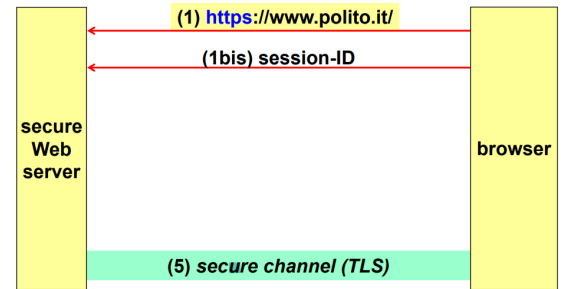 (1) https://www.polito.it/
(1bis) session-ID
secure
Web
server
browser
(5) secure channel (TLS)